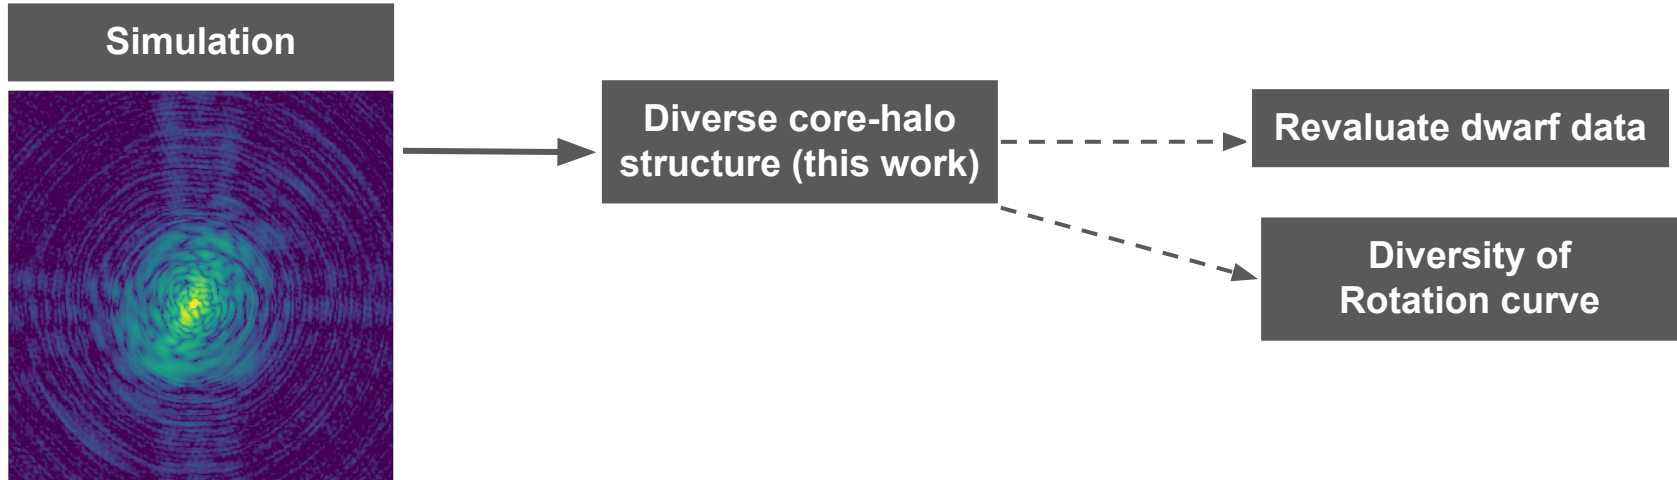 Simulation
Diverse core-halo
structure (this work)
Revaluate dwarf data
Diversity of
Rotation curve